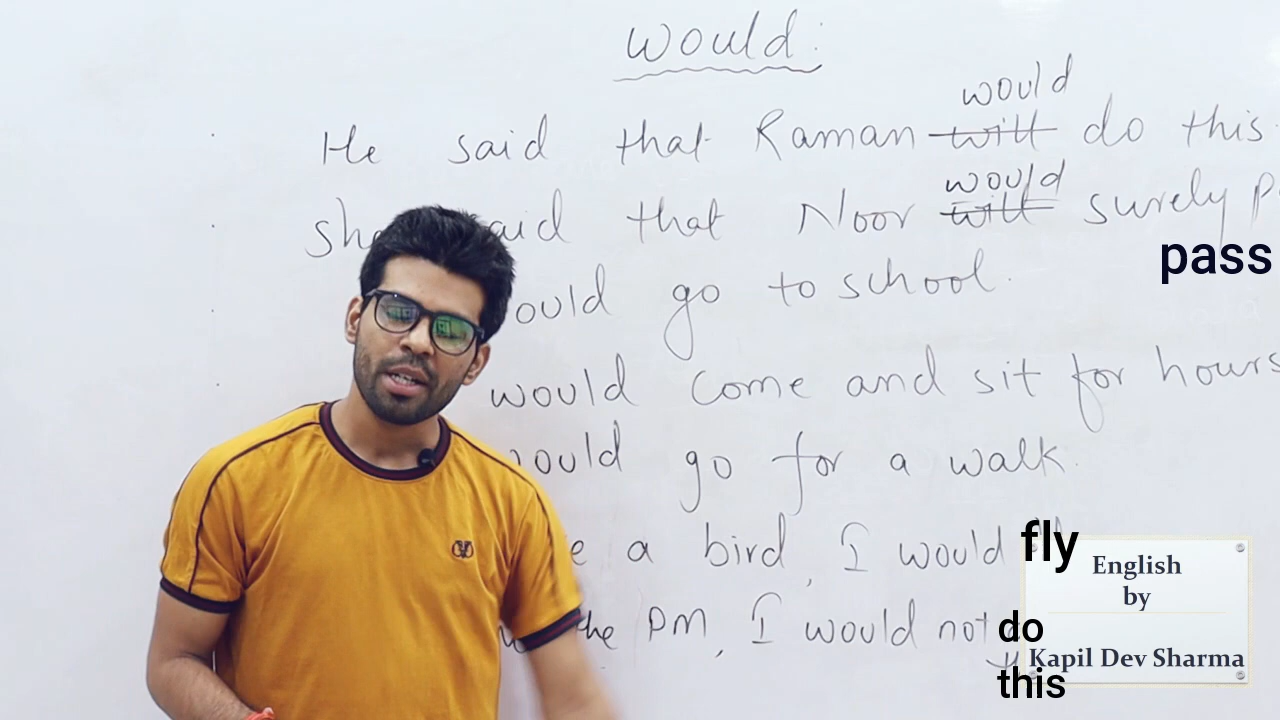 would:
would
He said that Raman will do this.
would
She said that Noor will surely p
pass
ould go to school.
would come and sit for hours
would go for a walk.
e a bird, I would fly
the PM, I would not do
this
English
by
Kapil Dev Sharma